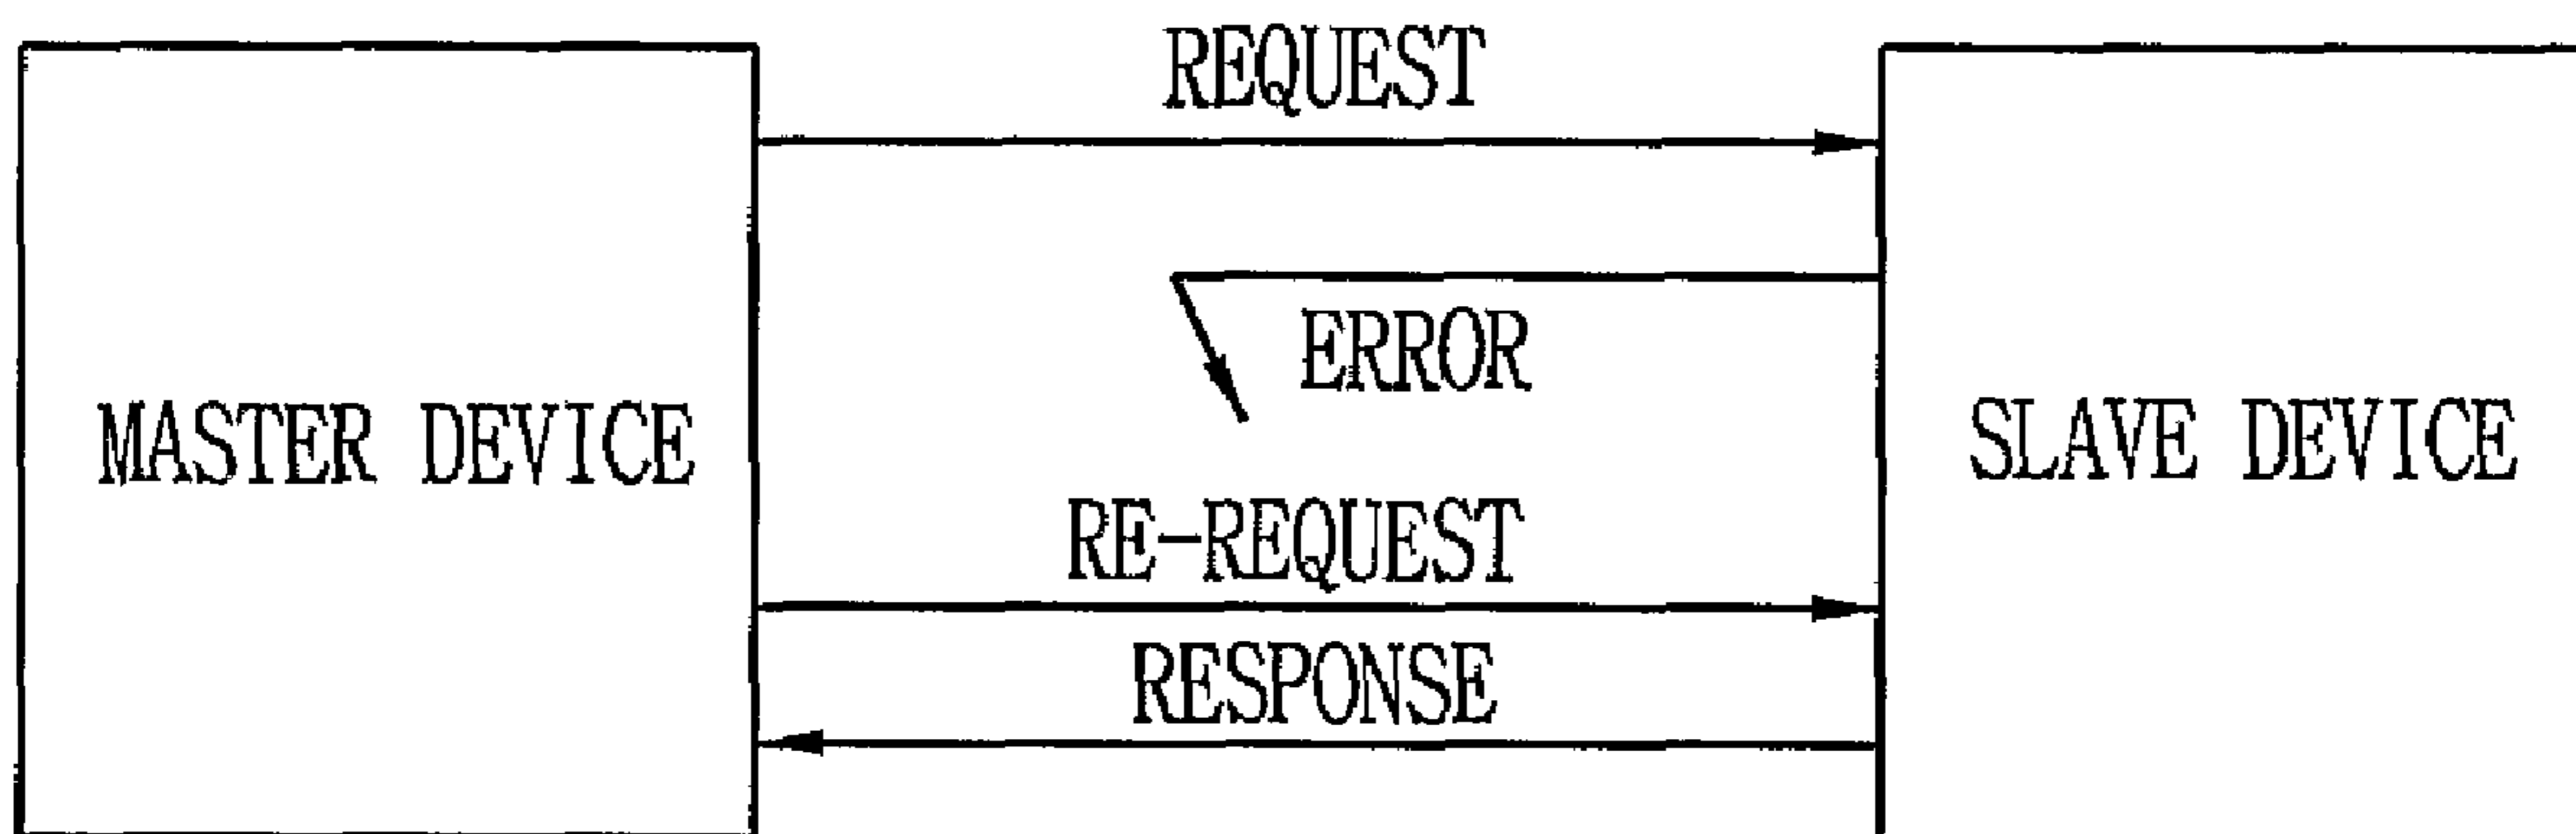 REQUEST
ERROR
MASTER DEVICE
SLAVE DEVICE
RE-REQUEST
RESPONSE